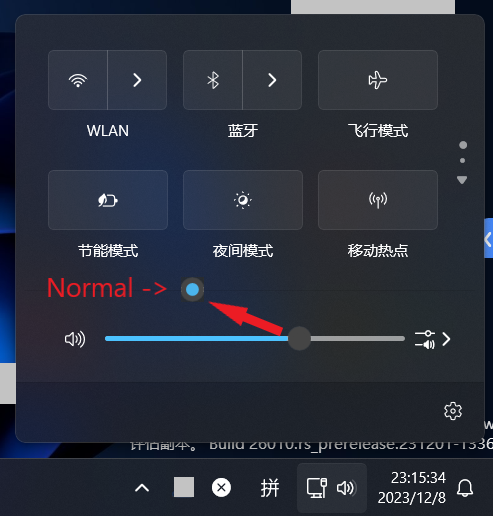 WLAN
蓝牙
飞行模式
节能模式
夜间模式
移动热点
Normal ->
评估副本。 Build 26010.rs_prerelease.231201-1336
拼
23:15:34
2023/12/8